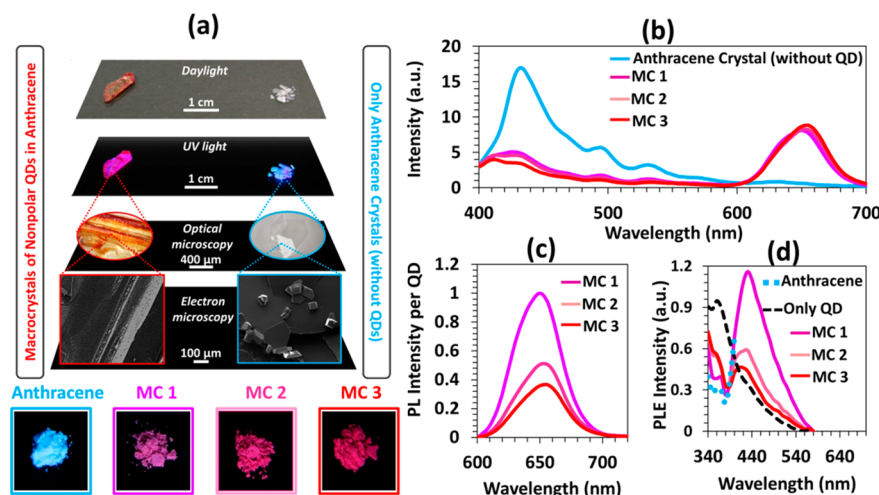 (a)
Macrocrystals of Nonpolar QDs in Anthracene
Daylight
1 cm
UV light
1 cm
Optical
microscopy
400 μm
Electron
microscopy
100 μm
Only Anthracene Crystals (without QDs)
Anthracene
MC 1
MC 2
MC 3
(b)
Intensity (a.u.)
20
15
10
5
0
Anthracene Crystal (without QD)
MC 1
MC 2
MC 3
400
500
600
700
Wavelength (nm)
(c)
PL Intensity per QD
1.2
1
0.8
0.6
0.4
0.2
0
MC 1
MC 2
MC 3
600
650
700
Wavelength (nm)
(d)
PLE Intensity (a.u.)
1.2
0.9
0.6
0.3
0
Anthracene
Only QD
MC 1
MC 2
MC 3
340
440
540
640
Wavelength (nm)